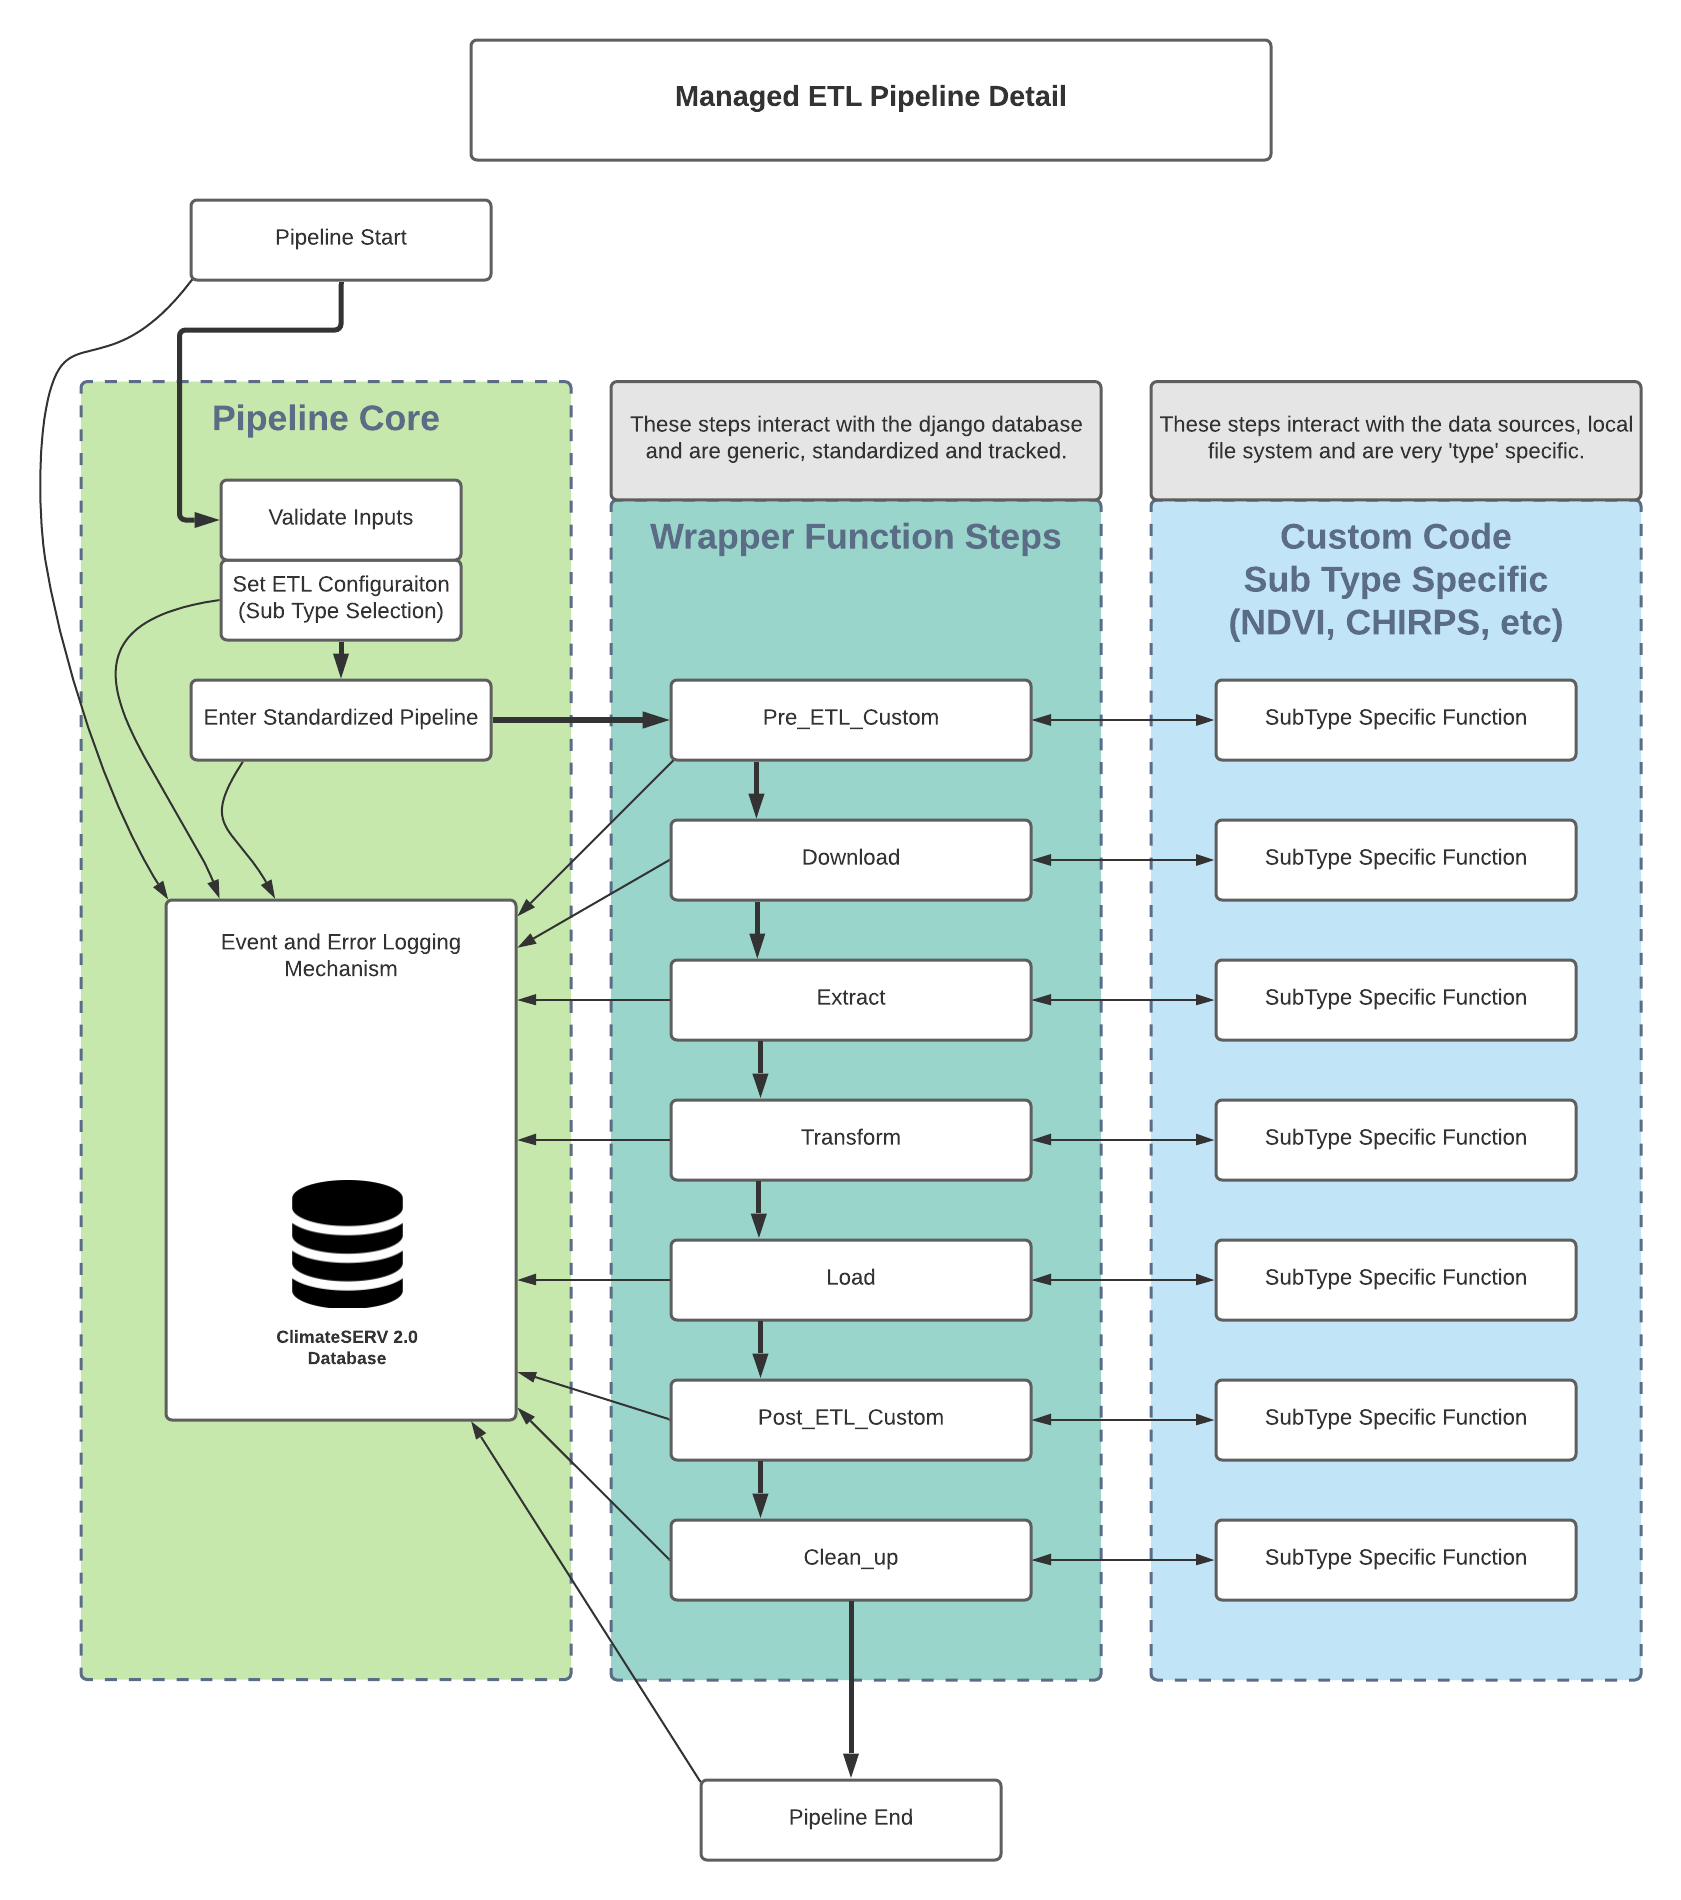 Managed ETL Pipeline Detail
Pipeline Start
Pipeline Core
Validate Inputs
Set ETL Configuraiton
(Sub Type Selection)
Enter Standardized Pipeline
Event and Error Logging
Mechanism
ClimateSERV 2.0
Database
These steps interact with the django database
and are generic, standardized and tracked.
Wrapper Function Steps
Pre_ETL_Custom
Download
Extract
Transform
Load
Post_ETL_Custom
Clean_up
These steps interact with the data sources, local
file system and are very 'type' specific.
Custom Code
Sub Type Specific
(NDVI, CHIRPS, etc)
SubType Specific Function
SubType Specific Function
SubType Specific Function
SubType Specific Function
SubType Specific Function
SubType Specific Function
SubType Specific Function
Pipeline End